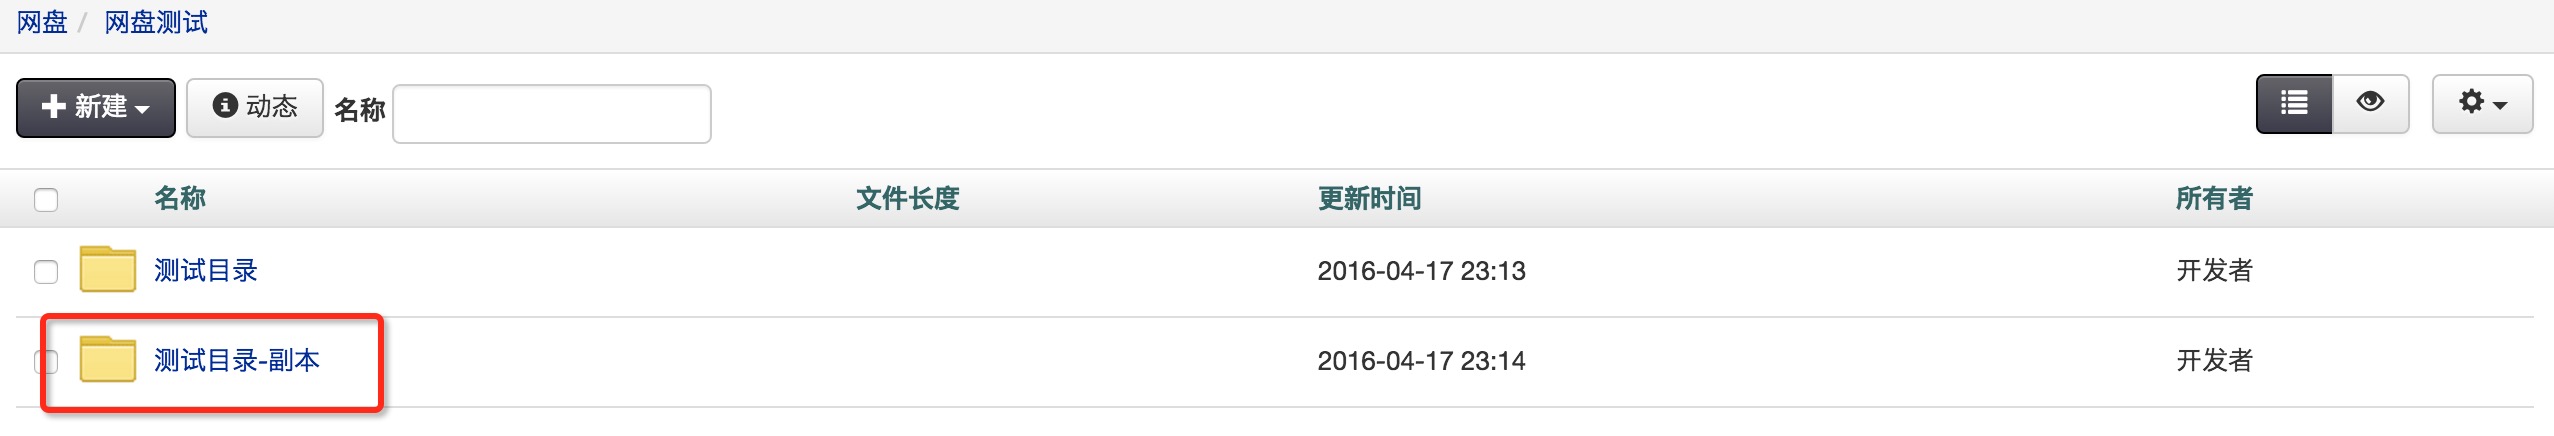 网盘 / 网盘测试
新建 动态 名称
名称 文件长度 更新时间 所有者
测试目录 2016-04-17 23:13 开发者
测试目录-副本 2016-04-17 23:14 开发者